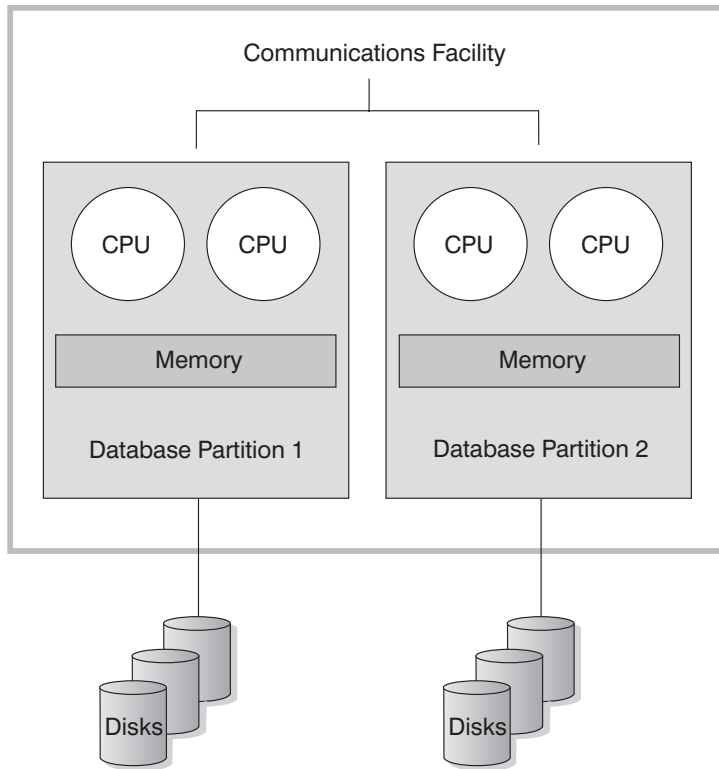 Communications Facility
CPU
CPU
Memory
Database Partition 1
CPU
CPU
Memory
Database Partition 2
Disks
Disks